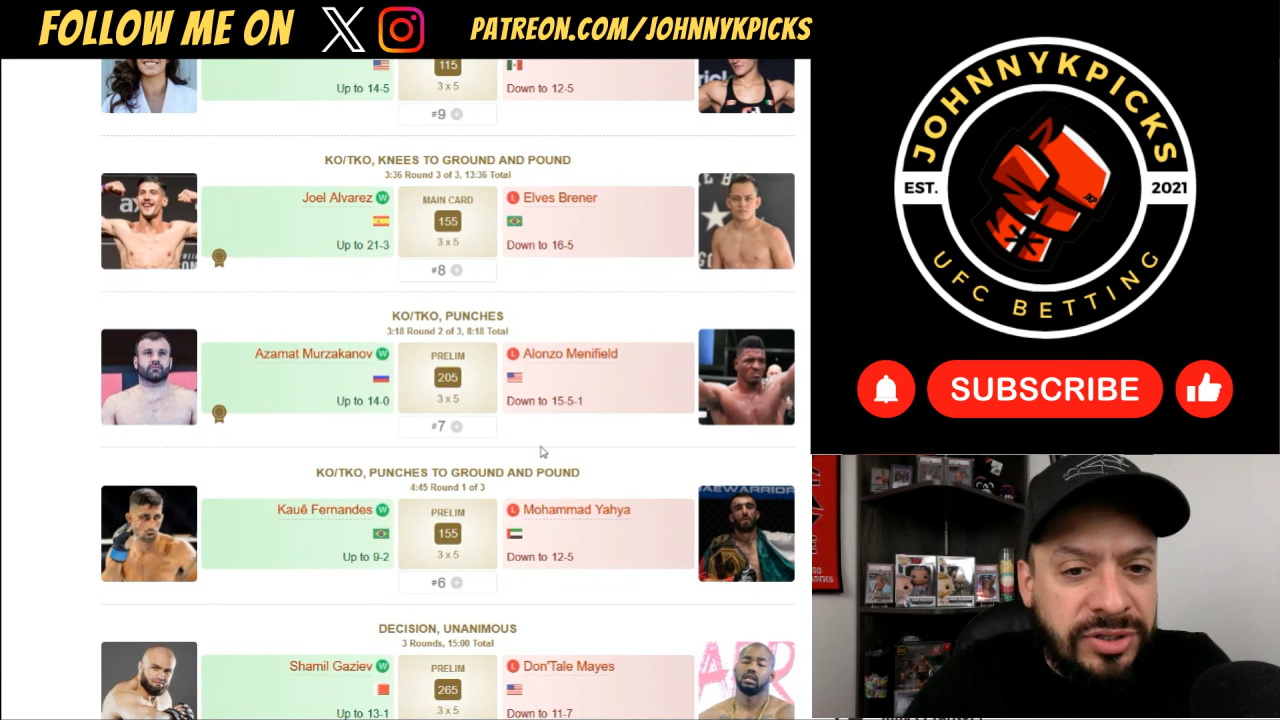 FOLLOW ME ON
PATREON.COM/JOHNNYKPICKS
115
Up to 14-5
3 x 5
Down to 12-5
#9
KO/TKO, KNEES TO GROUND AND POUND
3:36 Round 3 of 3, 13:36 Total
Joel Alvarez W
MAIN CARD
L Elves Brener
155
Up to 21-3
3 x 5
Down to 16-5
#8
KO/TKO, PUNCHES
3:18 Round 2 of 3, 8:18 Total
Azamat Murzakanov W
PRELIM
L Alonzo Menifield
205
Up to 14-0
3 x 5
Down to 15-5-1
#7
KO/TKO, PUNCHES TO GROUND AND POUND
4:45 Round 1 of 3
Kauê Fernandes W
PRELIM
L Mohammad Yahya
155
Up to 9-2
3 x 5
Down to 12-5
#6
DECISION, UNANIMOUS
3 Rounds, 15:00 Total
Shamil Gaziev W
PRELIM
L Don'Tale Mayes
265
Up to 13-1
3 x 5
Down to 11-7
JOHNNYKPICKS
EST.
2021
UFC BETTING
SUBSCRIBE